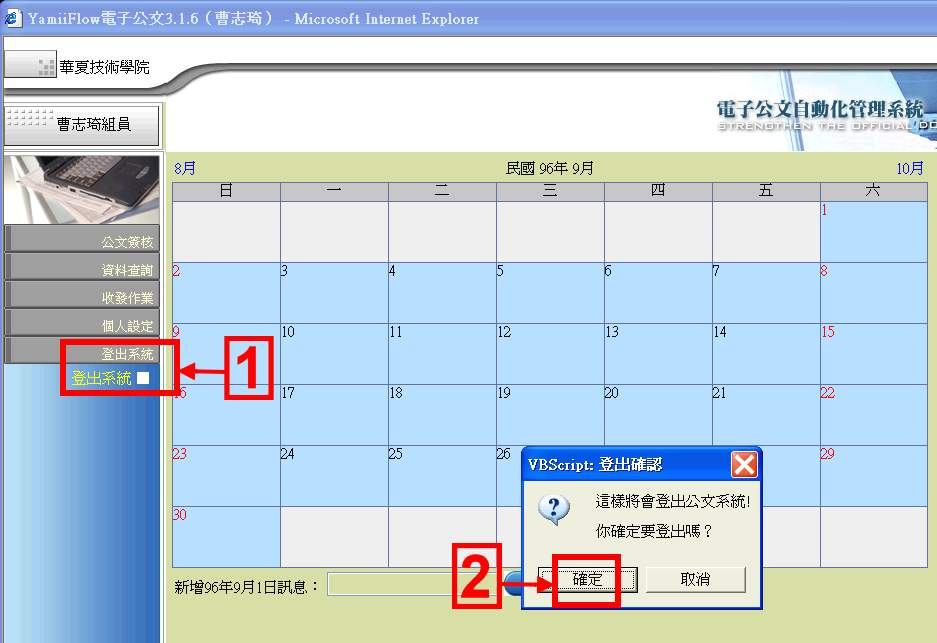 YamiiFlow電子公文3.1.6（曹志琦） - Microsoft Internet Explorer
華夏技術學院
曹志琦組員
電子公文自動化管理系統
STRENGTHEN THE OFFICIAL DO
8月 民國 96年 9月 10月
日 一 二 三 四 五 六
1
2 3 4 5 6 7 8
9 10 11 12 13 14 15
16 17 18 19 20 21 22
23 24 25 26 29
30
公文簽核
資料查詢
收發作業
個人設定
登出系統
登出系統
1
VBScript: 登出確認
這樣將會登出公文系統!
你確定要登出嗎？
確定 取消
2
新增96年9月1日訊息：